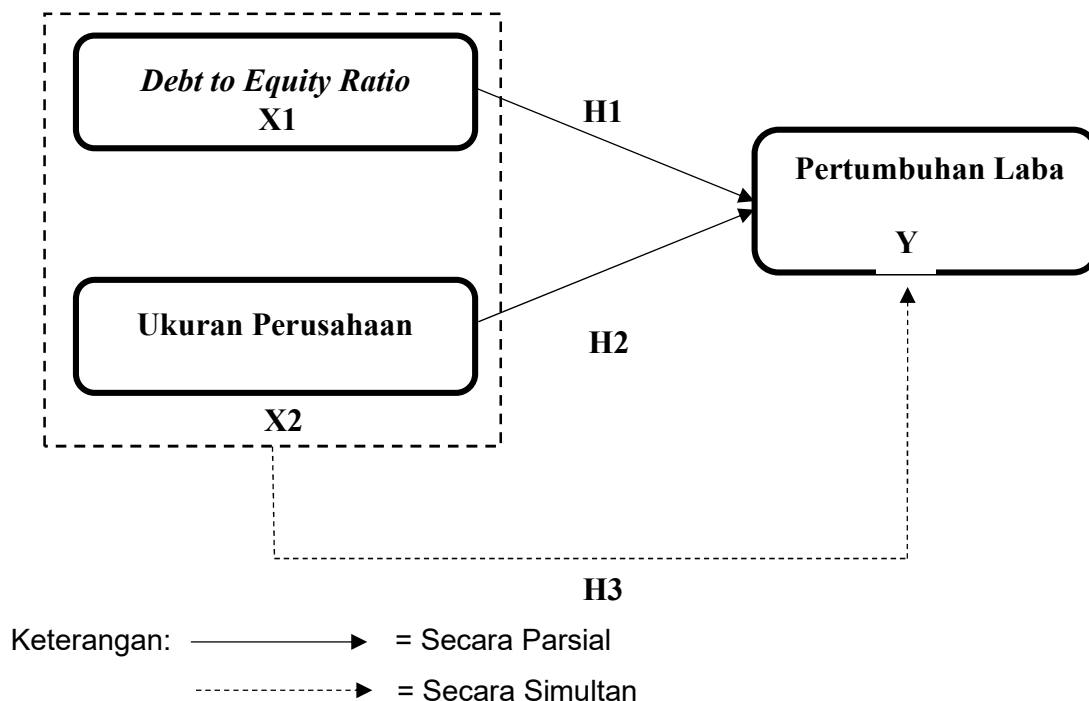 Debt to Equity Ratio
X1
H1
Pertumbuhan Laba
Y
Ukuran Perusahaan
H2
X2
H3
Keterangan: = Secara Parsial
= Secara Simultan